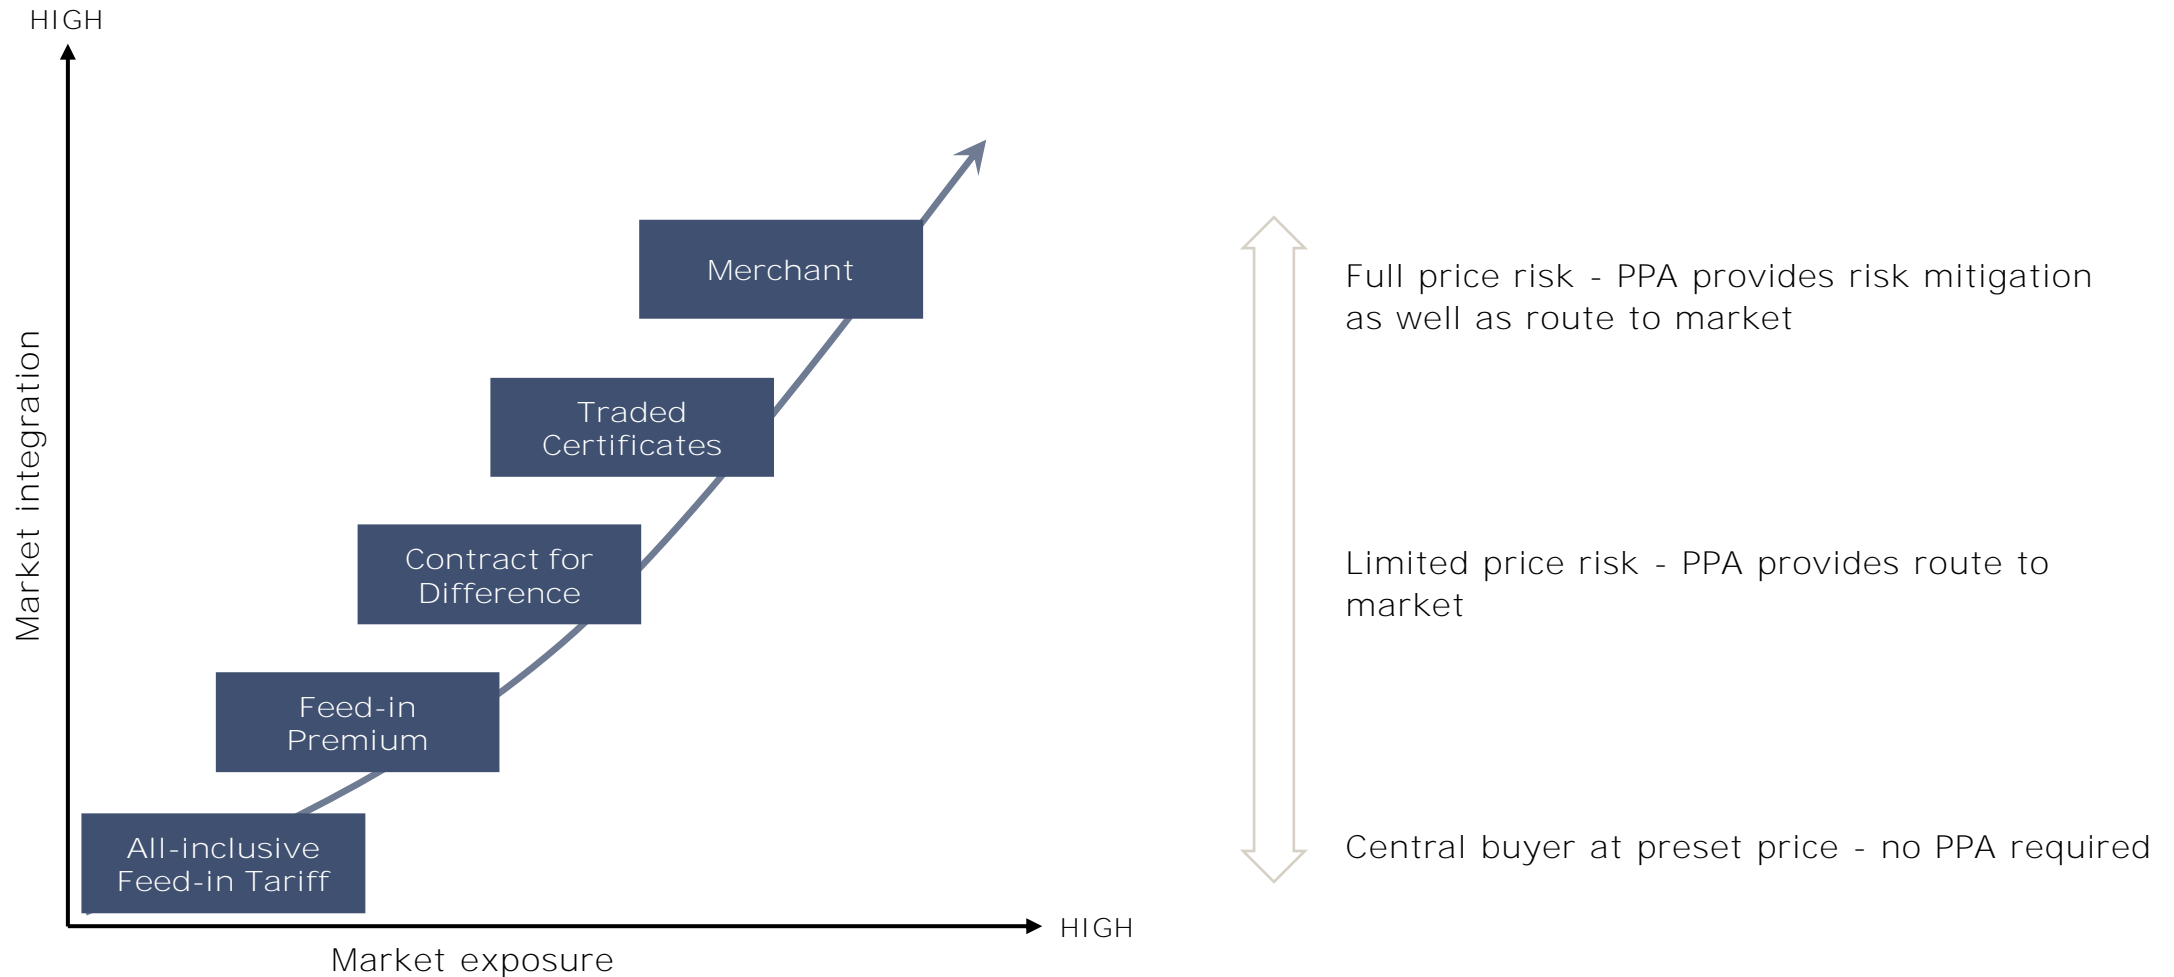 HIGH
Market integration
Merchant
Traded
Certificates
Contract for
Difference
Feed-in
Premium
All-inclusive
Feed-in Tariff
HIGH
Market exposure
Full price risk - PPA provides risk mitigation
as well as route to market
Limited price risk - PPA provides route to
market
Central buyer at preset price - no PPA required